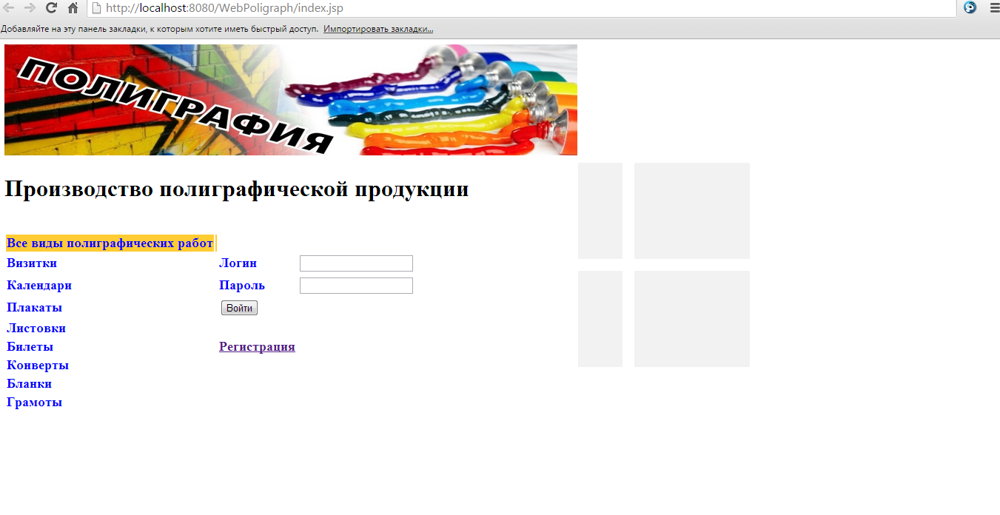 http://localhost:8080/WebPoligraph/index.jsp
Добавляйте на эту панель закладки, к которым хотите иметь быстрый доступ. Импортировать закладки...
ПОЛИГРАФИЯ
Производство полиграфической продукции
Все виды полиграфических работ
Визитки Логин
Календари Пароль
Плакаты Войти
Листовки
Билеты Регистрация
Конверты
Бланки
Грамоты